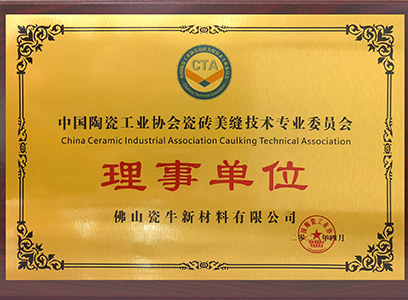 CTA
中国陶瓷工业协会瓷砖美缝技术专业委员会
China Ceramic Industrial Association Caulking Technical Association
理事单位
佛山瓷牛新材料有限公司